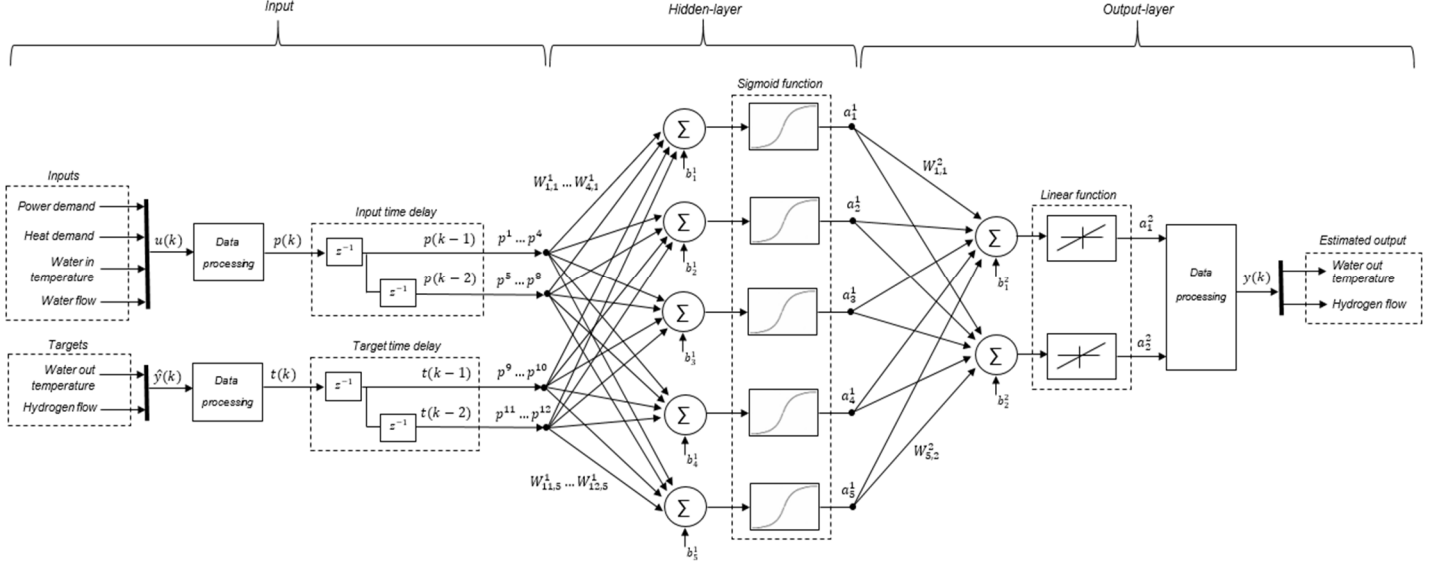 Input
Hidden-layer
Output-layer
Inputs
Power demand
Heat demand
Water in
temperature
Water flow
u(k)
Data
processing
p(k)
Input time delay
z⁻¹
z⁻¹
p(k − 1)
p(k − 2)
p¹ … p⁴
p⁵ … p⁸
Targets
Water out
temperature
Hydrogen flow
ŷ(k)
Data
processing
t(k)
Target time delay
z⁻¹
z⁻¹
t(k − 1)
t(k − 2)
p⁹ … p¹⁰
p¹¹ … p¹²
W¹₁,₁ … W¹₄,₁
W¹₁₁,₅ … W¹₁₂,₅
Σ
b¹₁
Σ
b¹₂
Σ
b¹₃
Σ
b¹₄
Σ
b¹₅
Sigmoid function
a¹₁
a¹₂
a¹₃
a¹₄
a¹₅
W²₁,₁
W²₅,₂
Σ
b²₁
Σ
b²₂
Linear function
a²₁
a²₂
Data
processing
y(k)
Estimated output
Water out
temperature
Hydrogen flow